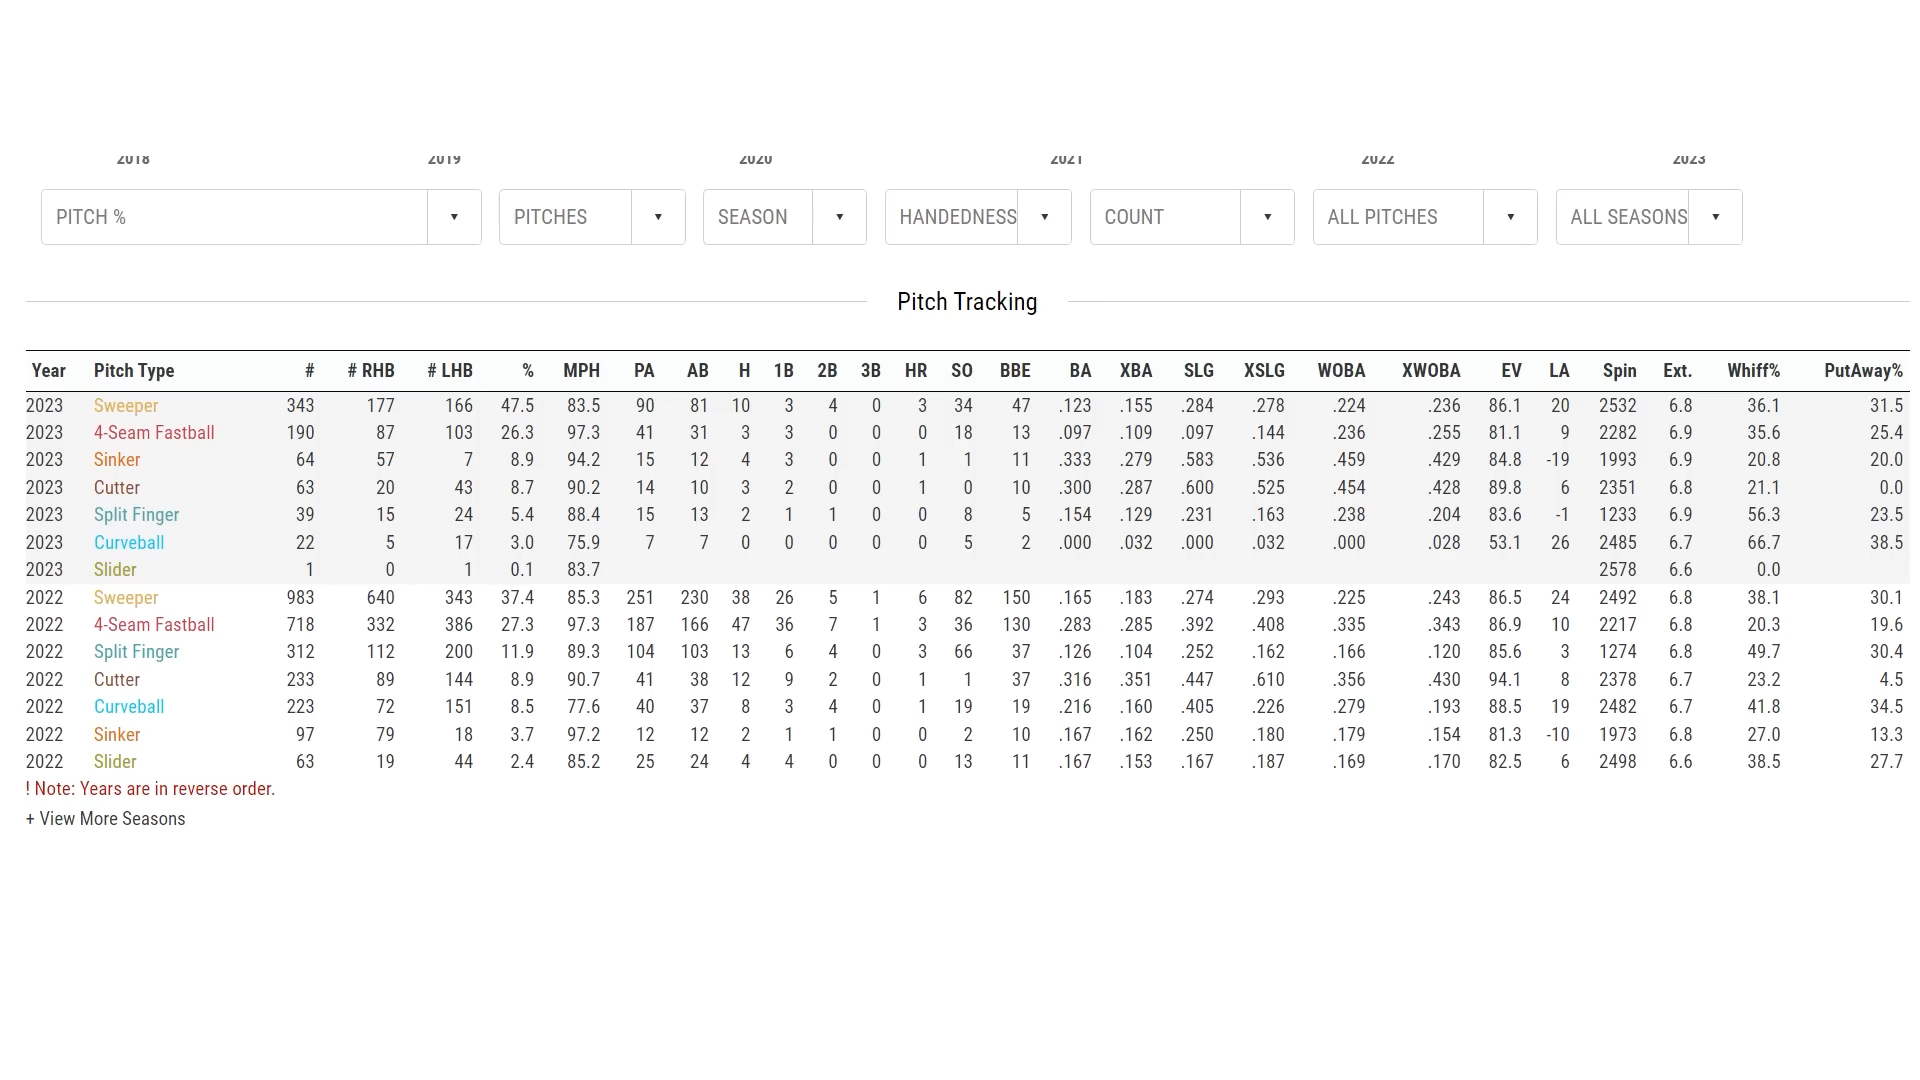 2018 2019 2020 2021 2022 2023
PITCH % ▼ PITCHES ▼ SEASON ▼ HANDEDNESS ▼ COUNT ▼ ALL PITCHES ▼ ALL SEASONS ▼
Pitch Tracking
Year Pitch Type # # RHB # LHB % MPH PA AB H 1B 2B 3B HR SO BBE BA XBA SLG XSLG WOBA XWOBA EV LA Spin Ext. Whiff% PutAway%
2023 Sweeper 343 177 166 47.5 83.5 90 81 10 3 4 0 3 34 47 .123 .155 .284 .278 .224 .236 86.1 20 2532 6.8 36.1 31.5
2023 4-Seam Fastball 190 87 103 26.3 97.3 41 31 3 3 0 0 0 18 13 .097 .109 .097 .144 .236 .255 81.1 9 2282 6.9 35.6 25.4
2023 Sinker 64 57 7 8.9 94.2 15 12 4 3 0 0 1 1 11 .333 .279 .583 .536 .459 .429 84.8 -19 1993 6.9 20.8 20.0
2023 Cutter 63 20 43 8.7 90.2 14 10 3 2 0 0 1 0 10 .300 .287 .600 .525 .454 .428 89.8 6 2351 6.8 21.1 0.0
2023 Split Finger 39 15 24 5.4 88.4 15 13 2 1 1 0 0 8 5 .154 .129 .231 .163 .238 .204 83.6 -1 1233 6.9 56.3 23.5
2023 Curveball 22 5 17 3.0 75.9 7 7 0 0 0 0 0 5 2 .000 .032 .000 .032 .000 .028 53.1 26 2485 6.7 66.7 38.5
2023 Slider 1 0 1 0.1 83.7 2578 6.6 0.0
2022 Sweeper 983 640 343 37.4 85.3 251 230 38 26 5 1 6 82 150 .165 .183 .274 .293 .225 .243 86.5 24 2492 6.8 38.1 30.1
2022 4-Seam Fastball 718 332 386 27.3 97.3 187 166 47 36 7 1 3 36 130 .283 .285 .392 .408 .335 .343 86.9 10 2217 6.8 20.3 19.6
2022 Split Finger 312 112 200 11.9 89.3 104 103 13 6 4 0 3 66 37 .126 .104 .252 .162 .166 .120 85.6 3 1274 6.8 49.7 30.4
2022 Cutter 233 89 144 8.9 90.7 41 38 12 9 2 0 1 1 37 .316 .351 .447 .610 .356 .430 94.1 8 2378 6.7 23.2 4.5
2022 Curveball 223 72 151 8.5 77.6 40 37 8 3 4 0 1 19 19 .216 .160 .405 .226 .279 .193 88.5 19 2482 6.7 41.8 34.5
2022 Sinker 97 79 18 3.7 97.2 12 12 2 1 1 0 0 2 10 .167 .162 .250 .180 .179 .154 81.3 -10 1973 6.8 27.0 13.3
2022 Slider 63 19 44 2.4 85.2 25 24 4 4 0 0 0 13 11 .167 .153 .167 .187 .169 .170 82.5 6 2498 6.6 38.5 27.7
! Note: Years are in reverse order.
+ View More Seasons